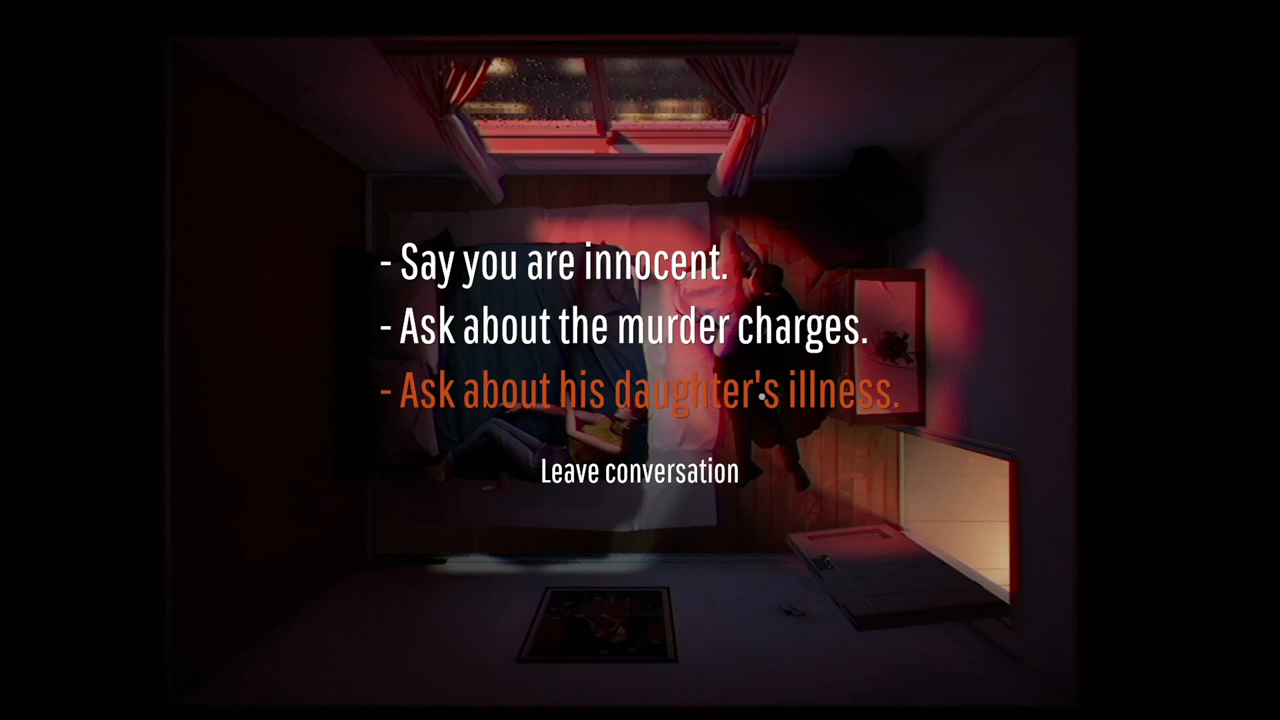 - Say you are innocent.
- Ask about the murder charges.
- Ask about his daughter's illness.
Leave conversation